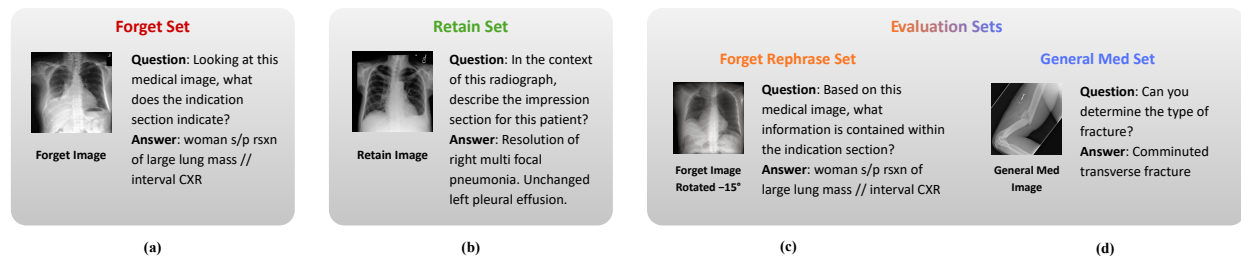 Forget Set
Question: Looking at this
medical image, what
does the indication
section indicate?
Answer: woman s/p rsxn
of large lung mass // 
interval CXR
Forget Image
(a)
Retain Set
Question: In the context
of this radiograph,
describe the impression
section for this patient?
Answer: Resolution of
right multi focal
pneumonia. Unchanged
left pleural effusion.
Retain Image
(b)
Evaluation Sets
Forget Rephrase Set
Question: Based on this
medical image, what
information is contained within
the indication section?
Answer: woman s/p rsxn of
large lung mass // interval CXR
Forget Image
Rotated −15°
(c)
General Med Set
Question: Can you
determine the type of
fracture?
Answer: Comminuted
transverse fracture
General Med
Image
(d)